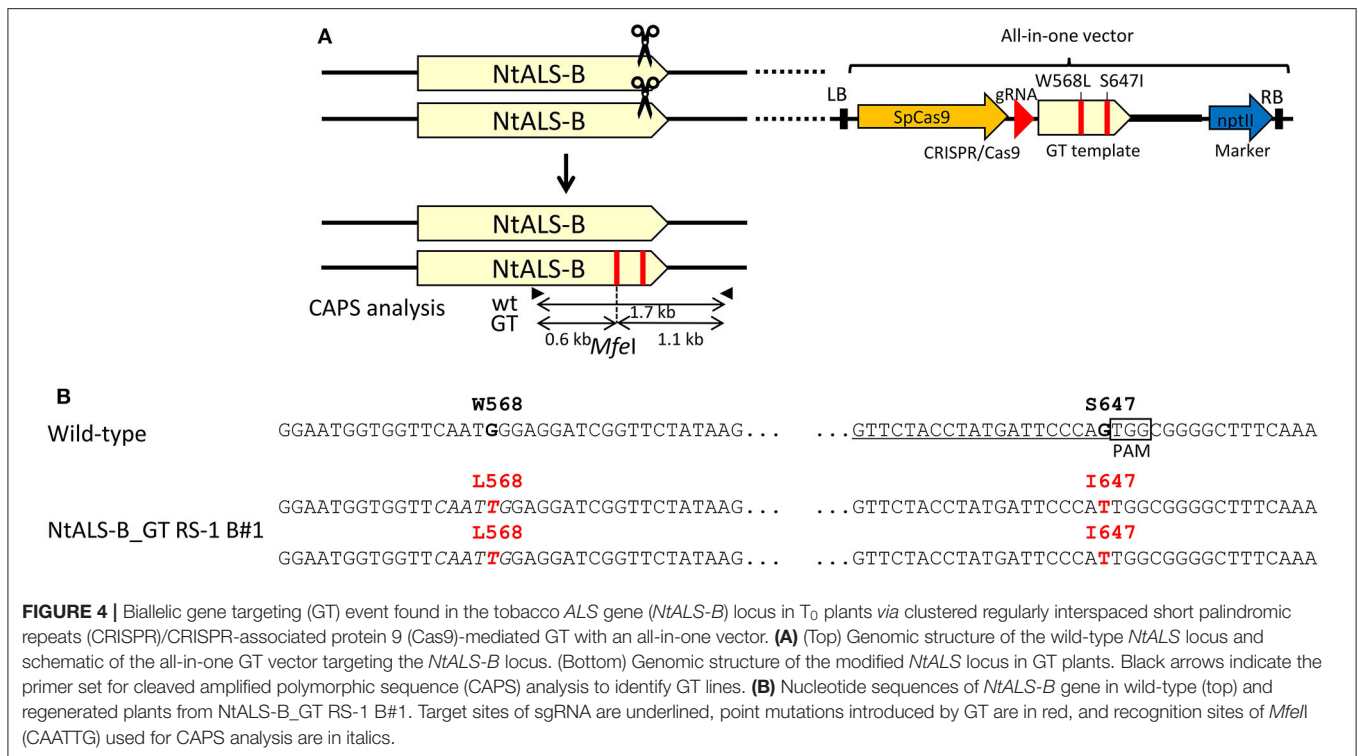 A
All-in-one vector
NtALS-B
W568L S647I
LB
gRNA
RB
NtALS-B
SpCas9
nptII
CRISPR/Cas9
GT template
Marker
NtALS-B
NtALS-B
CAPS analysis
wt
1.7 kb
GT
0.6 kb
MfeI
1.1 kb
B
W568 S647
Wild-type
GGAATGGTGGTTCAATGGGAGGATCGGTTCTATAAG... ...GTTCTACCTATGATTCCCAGTGGCGGGGCTTTCAAA
PAM
L568 I647
GGAATGGTGGTTCAATTGGAGGATCGGTTCTATAAG... ...GTTCTACCTATGATTCCCATTGGCGGGGCTTTCAAA
NtALS-B_GT RS-1 B#1
L568 I647
GGAATGGTGGTTCAATTGGAGGATCGGTTCTATAAG... ...GTTCTACCTATGATTCCCATTGGCGGGGCTTTCAAA
FIGURE 4 | Biallelic gene targeting (GT) event found in the tobacco ALS gene (NtALS-B) locus in T0 plants via clustered regularly interspaced short palindromic
repeats (CRISPR)/CRISPR-associated protein 9 (Cas9)-mediated GT with an all-in-one vector. (A) (Top) Genomic structure of the wild-type NtALS locus and
schematic of the all-in-one GT vector targeting the NtALS-B locus. (Bottom) Genomic structure of the modified NtALS locus in GT plants. Black arrows indicate the
primer set for cleaved amplified polymorphic sequence (CAPS) analysis to identify GT lines. (B) Nucleotide sequences of NtALS-B gene in wild-type (top) and
regenerated plants from NtALS-B_GT RS-1 B#1. Target sites of sgRNA are underlined, point mutations introduced by GT are in red, and recognition sites of MfeII
(CAATTG) used for CAPS analysis are in italics.